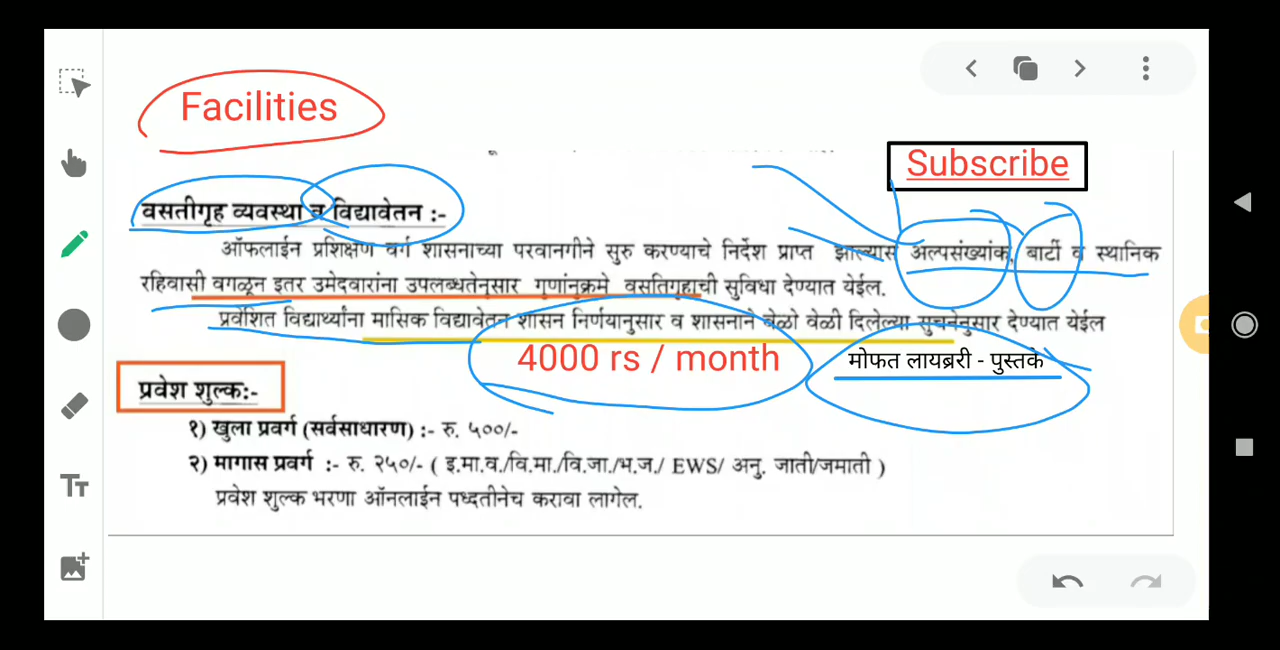 Facilities
Subscribe
वसतीगृह व्यवस्था व विद्यावेतन :-
ऑफलाईन प्रशिक्षण वर्ग शासनाच्या परवानगीने सुरु करण्याचे निर्देश प्राप्त झाल्यास अल्पसंख्यांक, बार्टी व स्थानिक
रहिवासी वगळून इतर उमेदवारांना उपलब्धतेनुसार गुणांनुक्रमे वसतिगृहाची सुविधा देण्यात येईल.
प्रवेशित विद्यार्थ्यांना मासिक विद्यावेतन शासन निर्णयानुसार व शासनाने वेळो वेळी दिलेल्या सुचनेनुसार देण्यात येईल
4000 rs / month
मोफत लायब्ररी - पुस्तके
प्रवेश शुल्क:-
१) खुला प्रवर्ग (सर्वसाधारण) :- रु. ५००/-
२) मागास प्रवर्ग :- रु. २५०/- ( इ.मा.व./वि.मा./वि.जा./भ.ज./ EWS/ अनु. जाती/जमाती )
प्रवेश शुल्क भरणा ऑनलाईन पध्दतीनेच करावा लागेल.
Tт